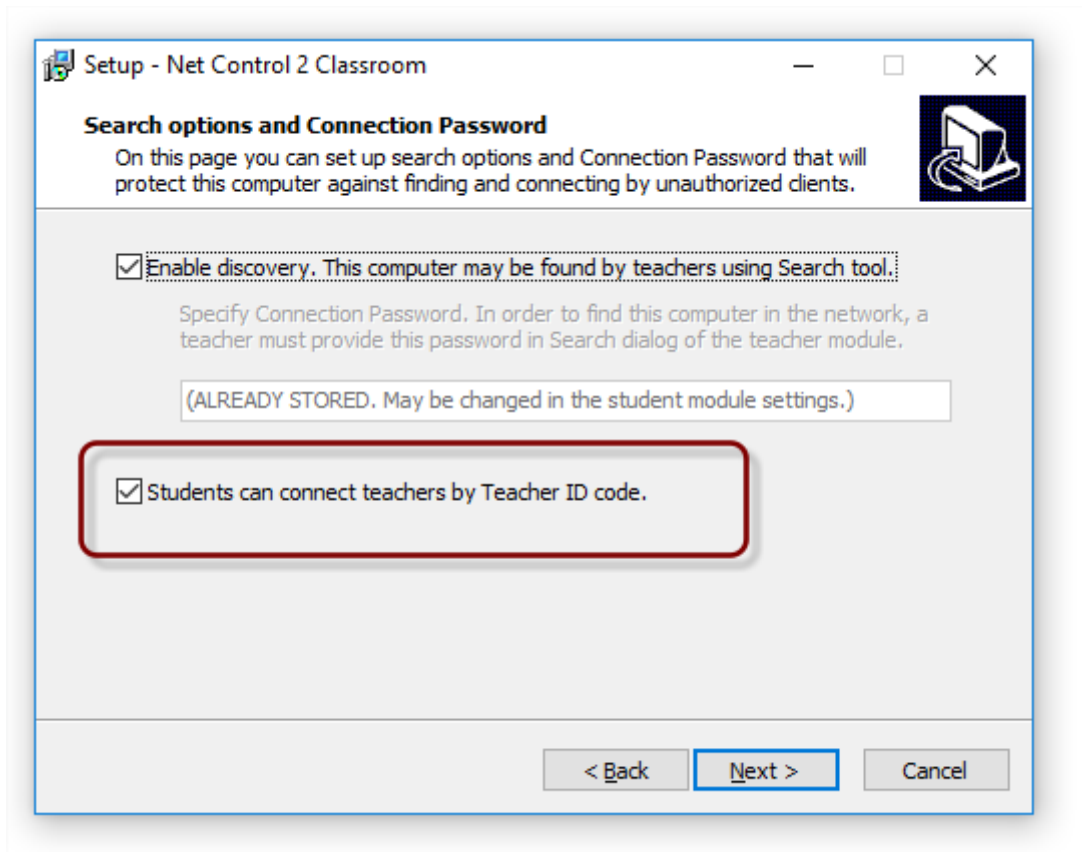 Setup - Net Control 2 Classroom
Search options and Connection Password
On this page you can set up search options and Connection Password that will
protect this computer against finding and connecting by unauthorized clients.
Enable discovery. This computer may be found by teachers using Search tool.
Specify Connection Password. In order to find this computer in the network, a
teacher must provide this password in Search dialog of the teacher module.
(ALREADY STORED. May be changed in the student module settings.)
Students can connect teachers by Teacher ID code.
< Back Next > Cancel